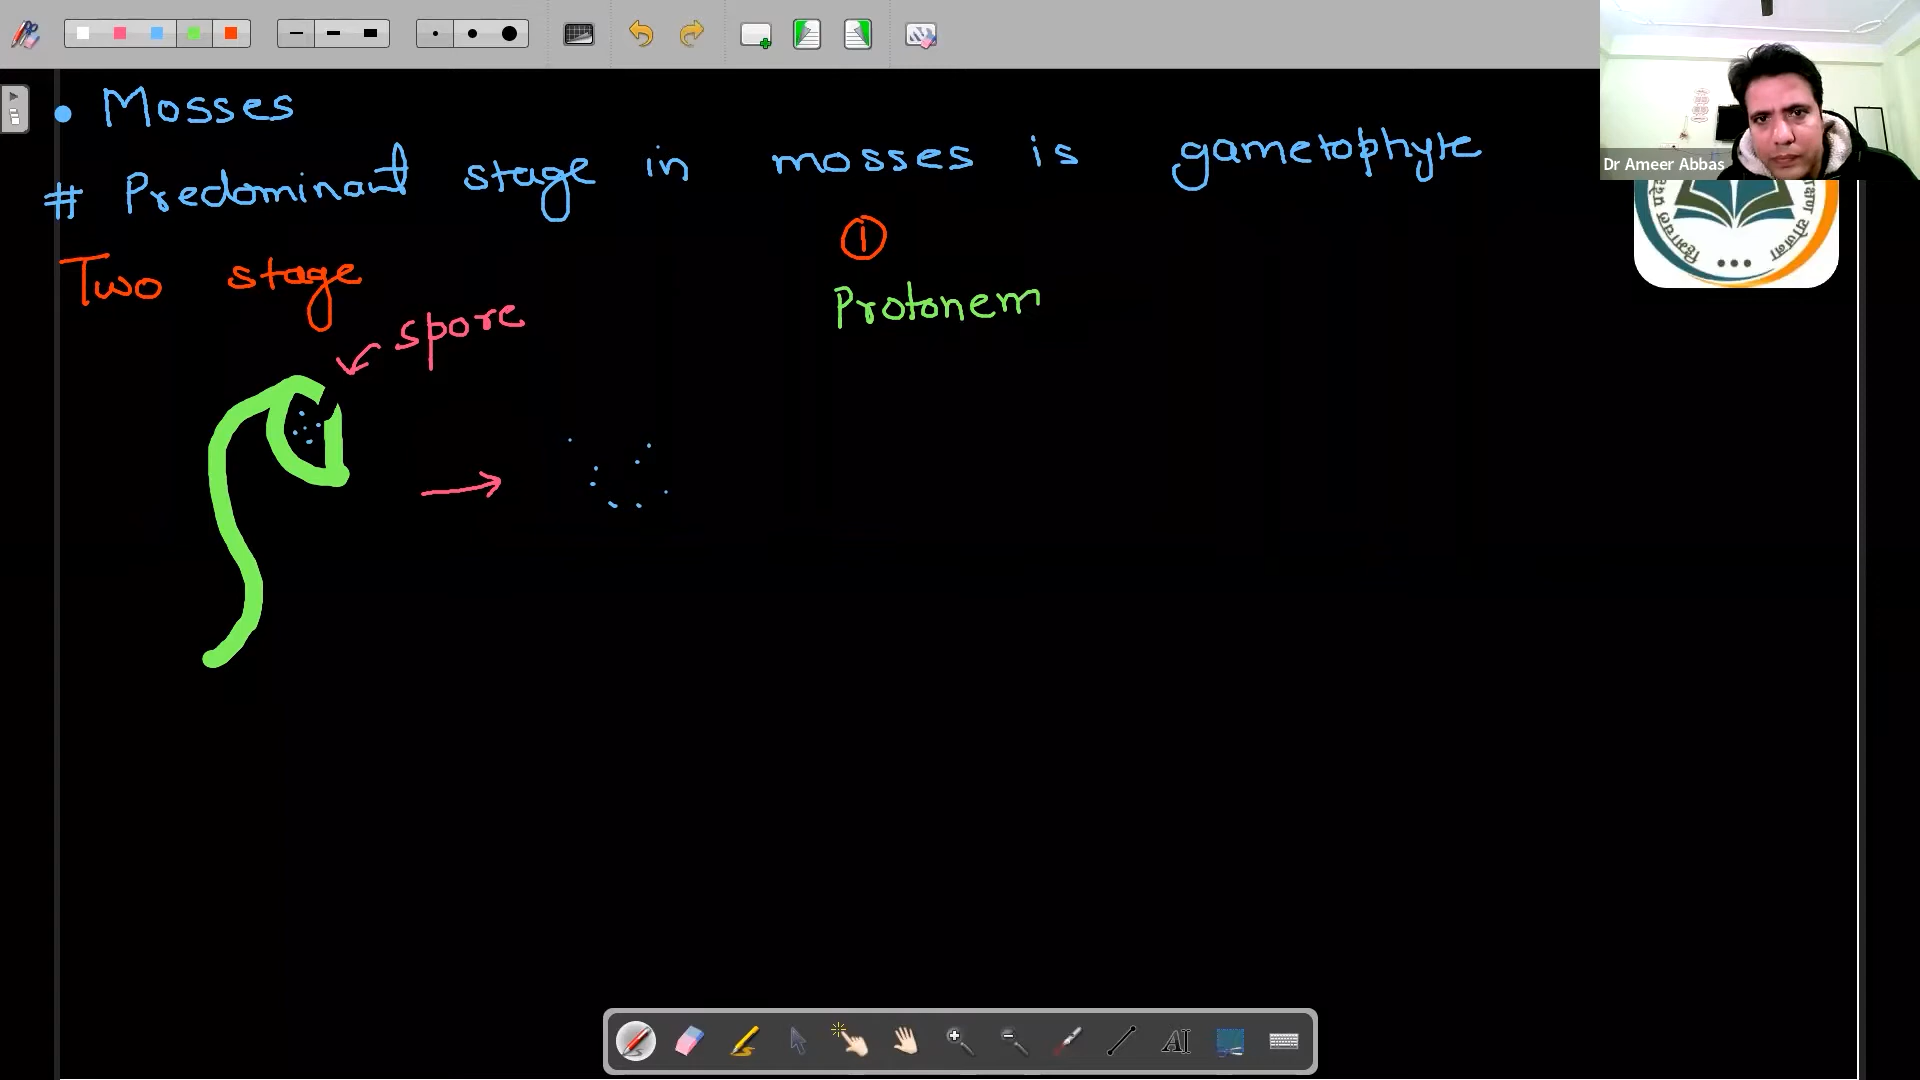 • Mosses
# Predominant stage in mosses is gametophyte
Two stage
①
Protonem
spore
Dr Ameer Abbas